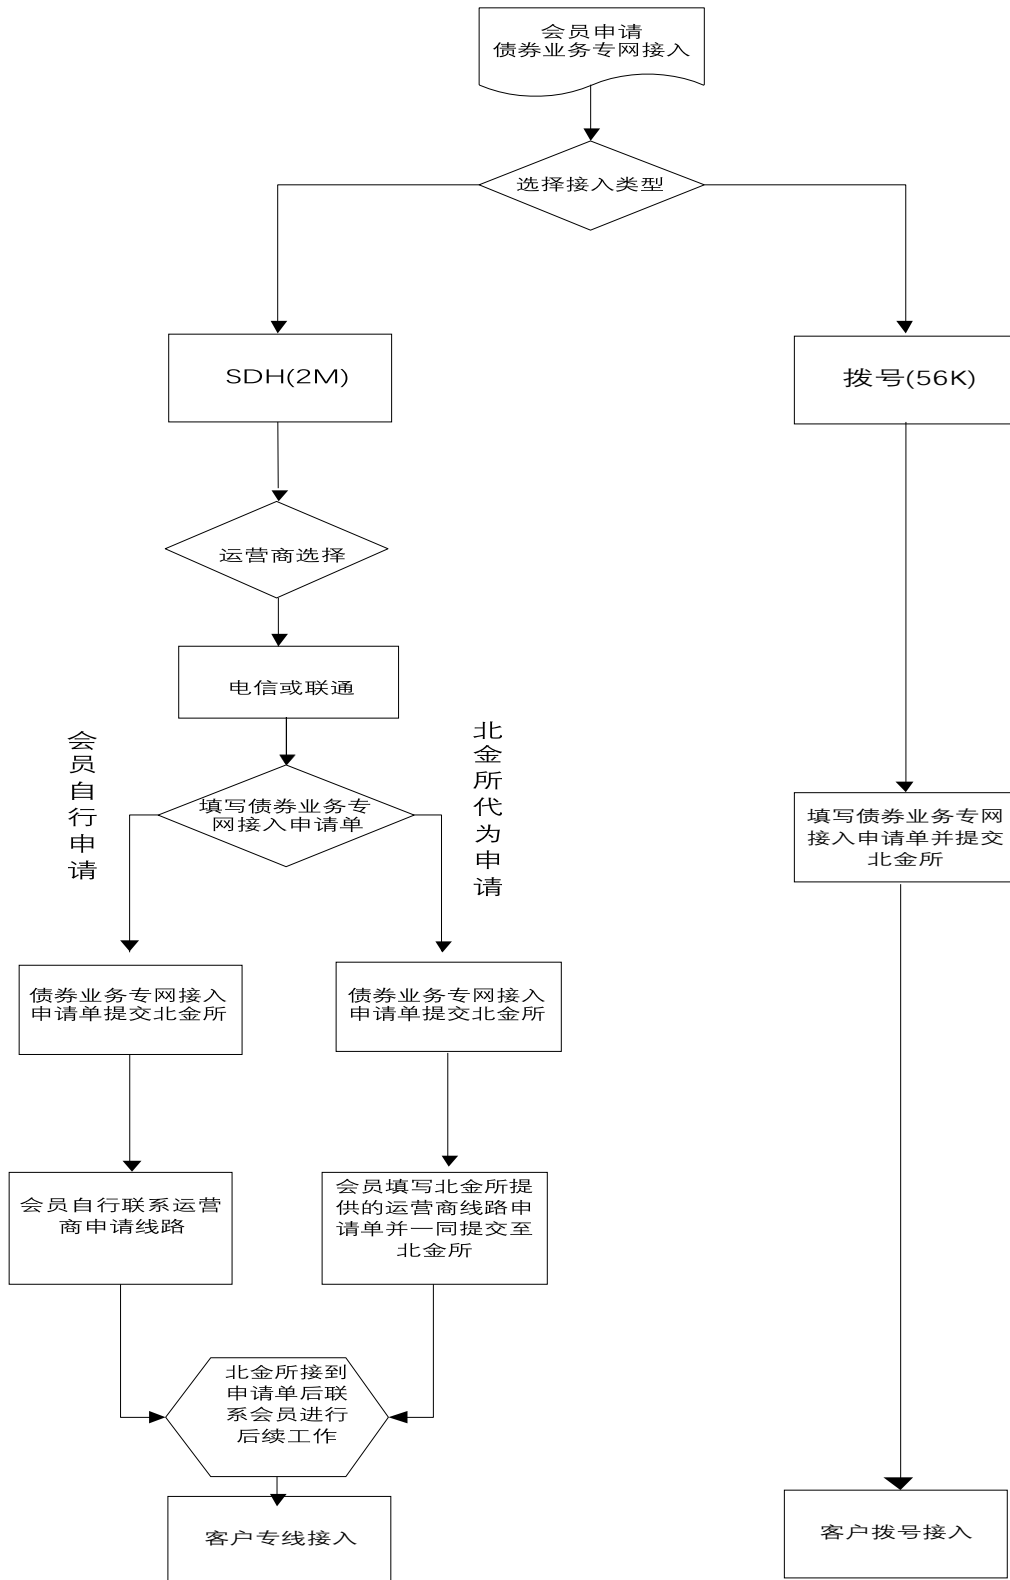 会员申请
债券业务专网接入
选择接入类型
SDH(2M)
拨号(56K)
运营商选择
电信或联通
会
员
自
行
申
请
北
金
所
代
为
申
请
填写债券业务专
网接入申请单
填写债券业务专网
接入申请单并提交
北金所
债券业务专网接入
申请单提交北金所
债券业务专网接入
申请单提交北金所
会员自行联系运营
商申请线路
会员填写北金所提
供的运营商线路申
请单并一同提交至
北金所
北金所接到
申请单后联
系会员进行
后续工作
客户专线接入
客户拨号接入